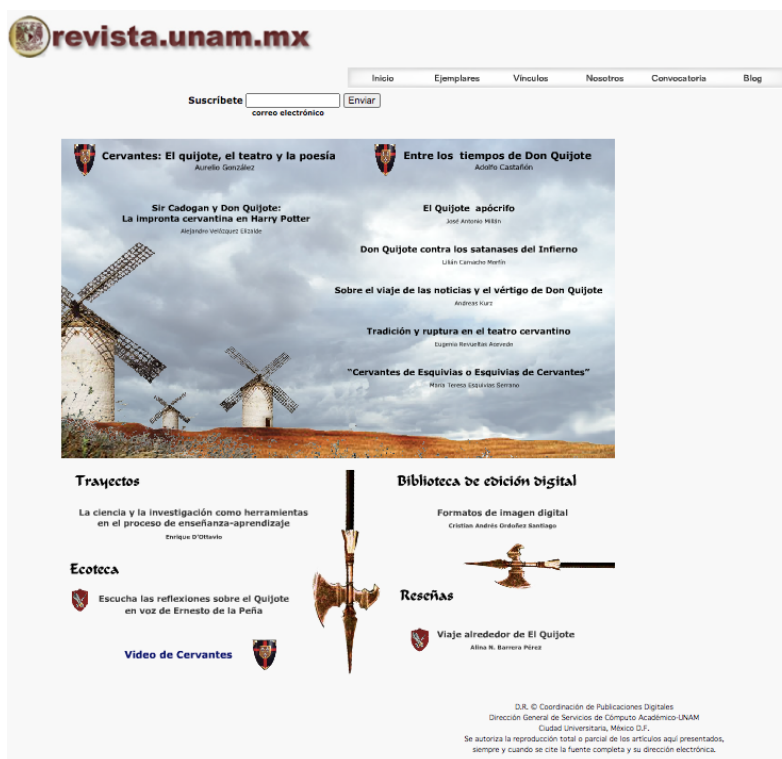 revista.unam.mx
Inicio Ejemplares Vínculos Nosotros Convocatoria Blog
Suscríbete Enviar
correo electrónico
Cervantes: El quijote, el teatro y la poesía
Aurelio González
Entre los tiempos de Don Quijote
Adolfo Castañón
Sir Cadogan y Don Quijote:
La impronta cervantina en Harry Potter
Alejandro Velázquez Elizalde
El Quijote apócrifo
José Antonio Millán
Don Quijote contra los satanases del Infierno
Lilián Camacho Morfín
Sobre el viaje de las noticias y el vértigo de Don Quijote
Andreas Kurz
Tradición y ruptura en el teatro cervantino
Eugenia Revueltas Acevedo
"Cervantes de Esquivias o Esquivias de Cervantes"
María Teresa Esquivias Serrano
Trayectos
La ciencia y la investigación como herramientas
en el proceso de enseñanza-aprendizaje
Enrique D'Ottavio
Ecoteca
Escucha las reflexiones sobre el Quijote
en voz de Ernesto de la Peña
Video de Cervantes
Biblioteca de edición digital
Formatos de imagen digital
Cristian Andrés Ordoñez Santiago
Reseñas
Viaje alrededor de El Quijote
Alina N. Barrera Pérez
D.R. © Coordinación de Publicaciones Digitales
Dirección General de Servicios de Cómputo Académico-UNAM
Ciudad Universitaria, México D.F.
Se autoriza la reproducción total o parcial de los artículos aquí presentados,
siempre y cuando se cite la fuente completa y su dirección electrónica.